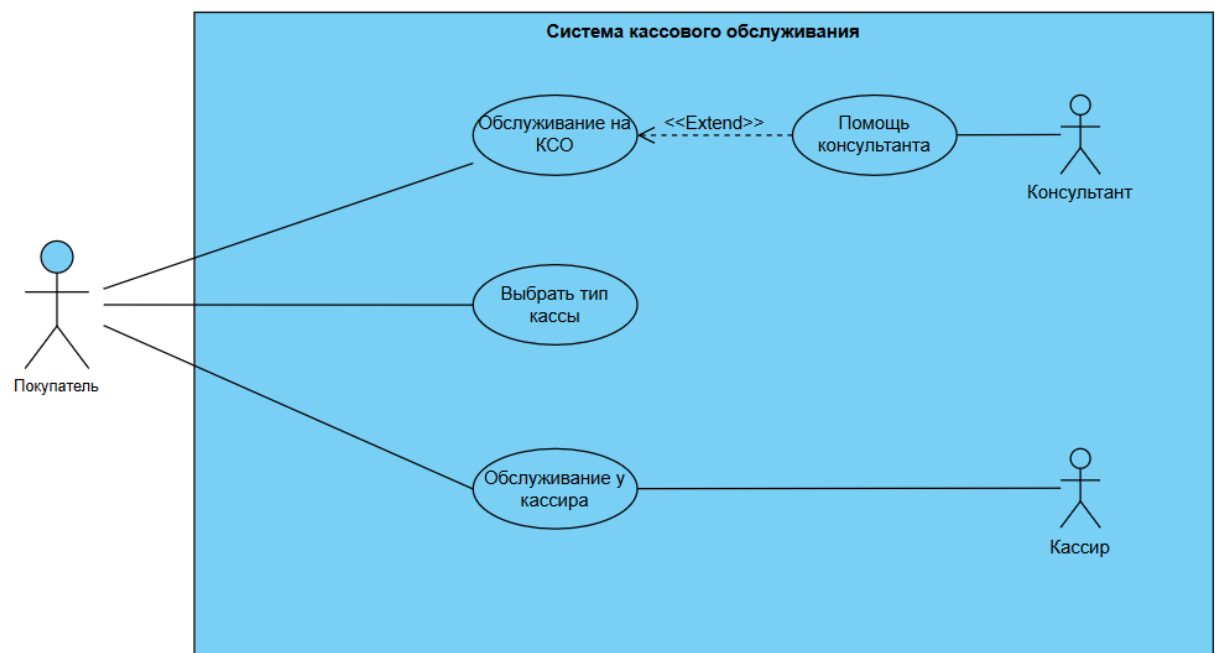 Система кассового обслуживания
Обслуживание на
КСО
<<Extend>>
Помощь
консультанта
Консультант
Выбрать тип
кассы
Покупатель
Обслуживание у
кассира
Кассир